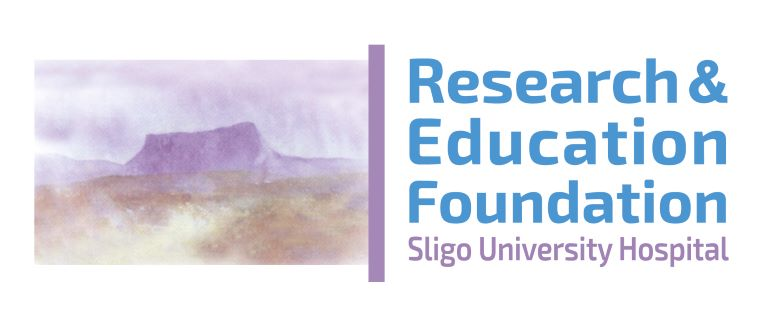 Research &
Education
Foundation
Sligo University Hospital